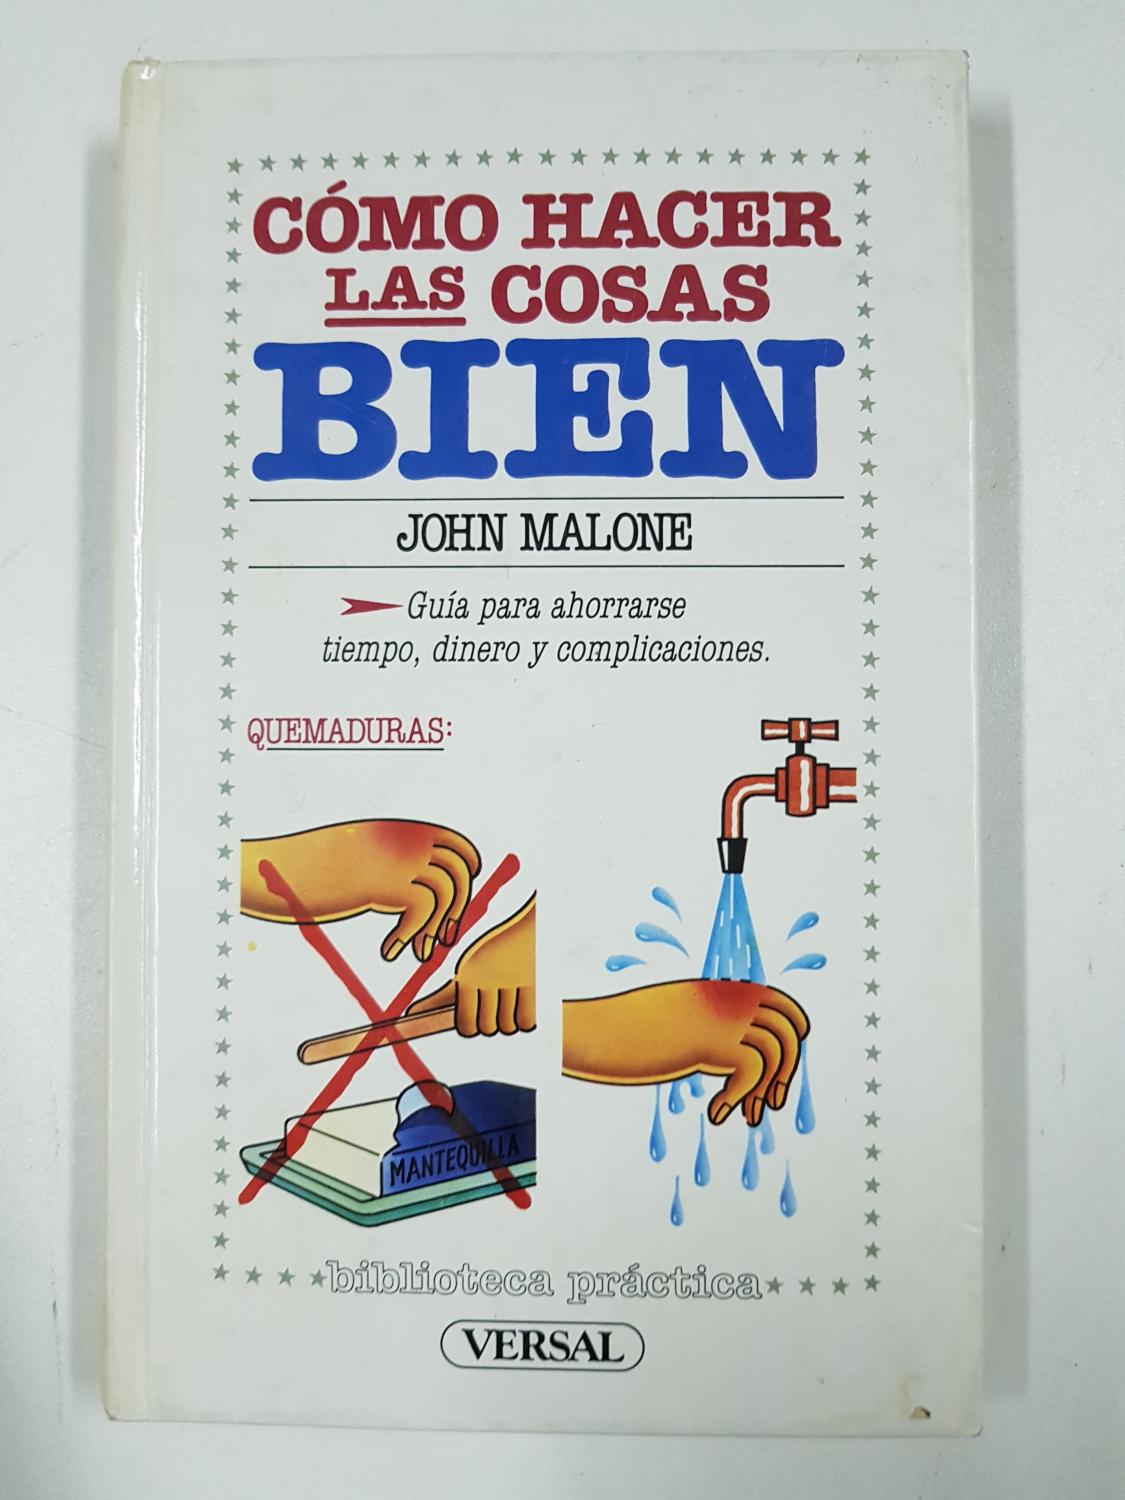 CÓMO HACER
LAS COSAS
BIEN
JOHN MALONE
Guía para ahorrarse
tiempo, dinero y complicaciones.
QUEMADURAS:
MANTEQUILLA
biblioteca práctica
VERSAL